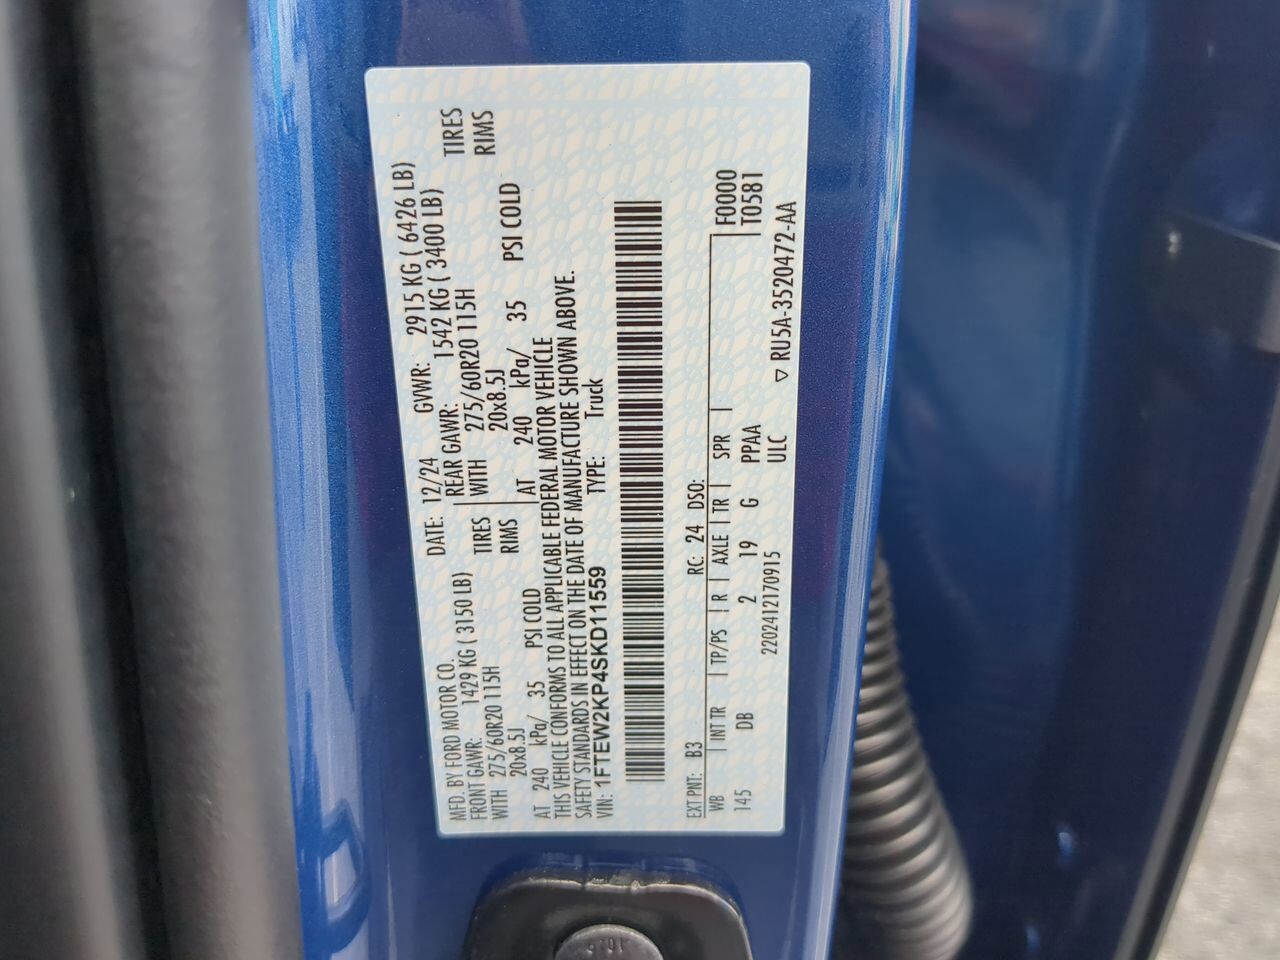 MFD. BY FORD MOTOR CO.
DATE: 12/24 GVWR: 2915 KG ( 6426 LB)
FRONT GAWR: 1429 KG ( 3150 LB)
REAR GAWR: 1542 KG ( 3400 LB)
WITH 275/60R20 115H TIRES
WITH 275/60R20 115H TIRES
20x8.5J RIMS
20x8.5J RIMS
AT 240 kPa/ 35 PSI COLD
AT 240 kPa/ 35 PSI COLD
THIS VEHICLE CONFORMS TO ALL APPLICABLE FEDERAL MOTOR VEHICLE
SAFETY STANDARDS IN EFFECT ON THE DATE OF MANUFACTURE SHOWN ABOVE.
VIN: 1FTEW2KP4SKD11559 TYPE: Truck
EXT PNT: B3 RC: 24 DSO:
WB INT TR TP/PS R AXLE TR SPR F0000
145 DB 2 19 G PPAA T0581
2202412170915 ULC ▽ RU5A-3520472-AA